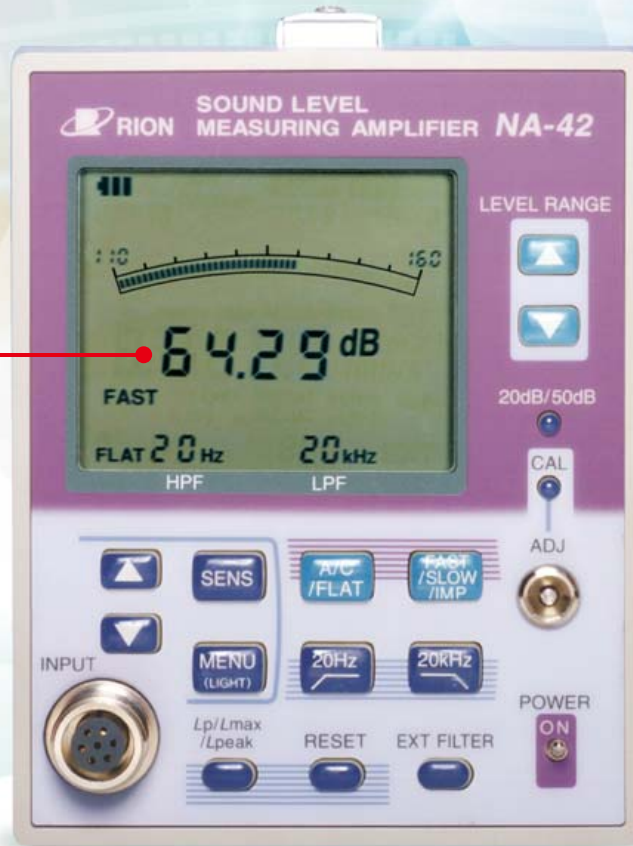 RION
SOUND LEVEL
MEASURING AMPLIFIER NA-42
LEVEL RANGE
110
160
64.29 dB
FAST
FLAT 20 Hz 20 kHz
HPF LPF
20dB/50dB
CAL
ADJ
SENS
A/C
/FLAT
FAST
/SLOW
/IMP
MENU
(LIGHT)
20Hz
20kHz
INPUT
Lp/Lmax
/Lpeak
RESET
EXT FILTER
POWER
ON